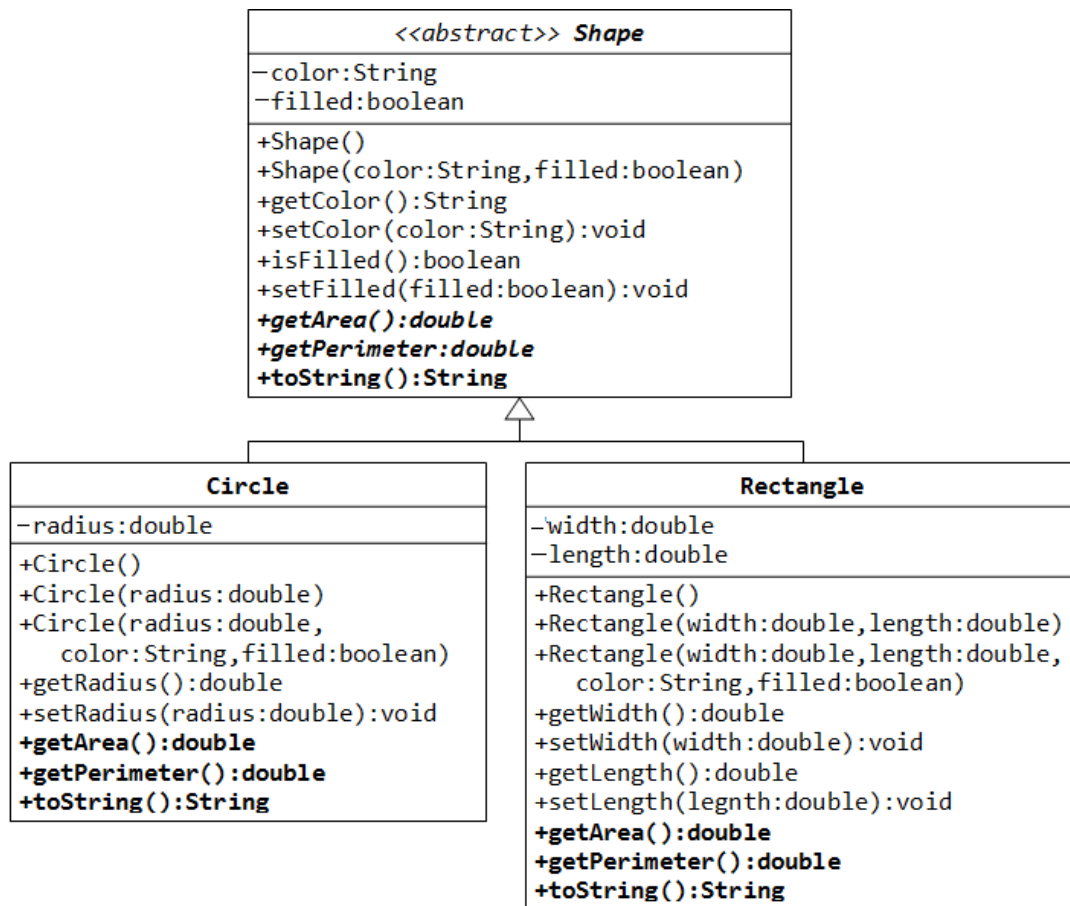 <<abstract>> Shape
–color:String
–filled:boolean
+Shape()
+Shape(color:String,filled:boolean)
+getColor():String
+setColor(color:String):void
+isFilled():boolean
+setFilled(filled:boolean):void
+getArea():double
+getPerimeter:double
+toString():String
Circle
–radius:double
+Circle()
+Circle(radius:double)
+Circle(radius:double,
color:String,filled:boolean)
+getRadius():double
+setRadius(radius:double):void
+getArea():double
+getPerimeter():double
+toString():String
Rectangle
–width:double
–length:double
+Rectangle()
+Rectangle(width:double,length:double)
+Rectangle(width:double,length:double,
color:String,filled:boolean)
+getWidth():double
+setWidth(width:double):void
+getLength():double
+setLength(legnth:double):void
+getArea():double
+getPerimeter():double
+toString():String